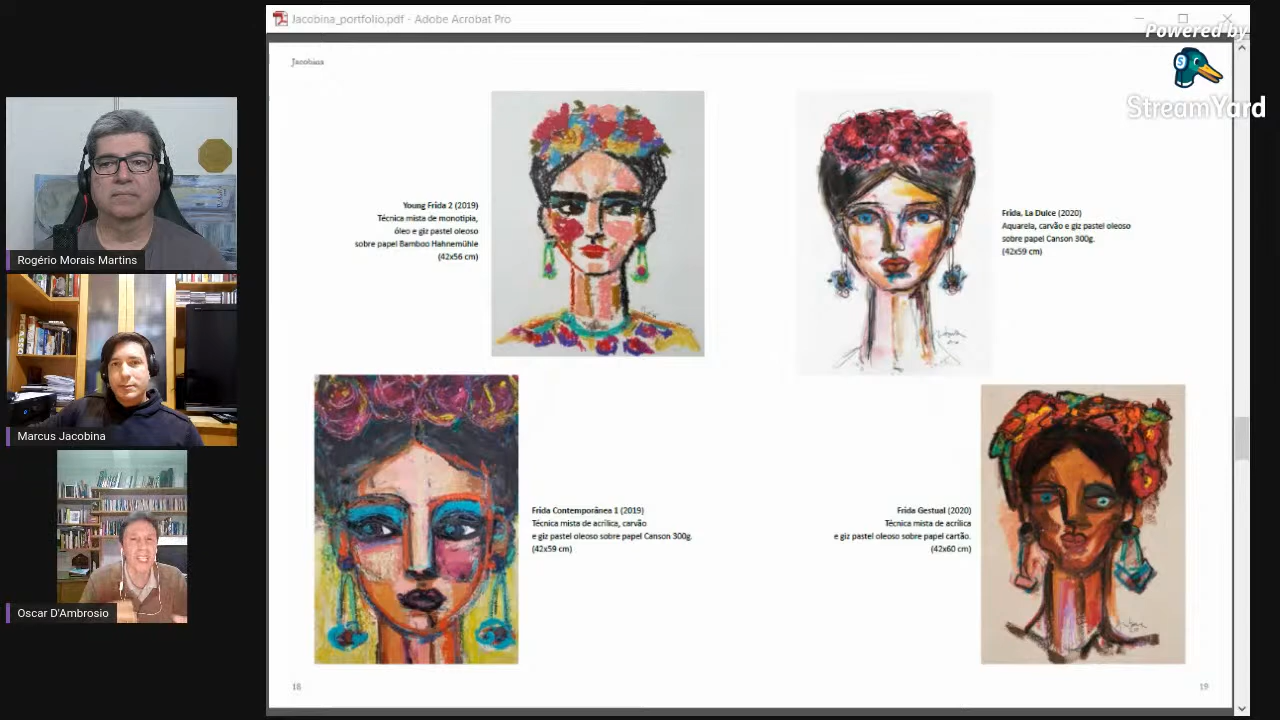 Jacobina_portfolio.pdf - Adobe Acrobat Pro
Powered by
StreamYard
S
Jacobina
Young Frida 2 (2019)
Técnica mista de monotipia,
óleo e giz pastel oleoso
sobre papel Bamboo Hahnemühle
(42x56 cm)
Frida, La Dulce (2020)
Aquarela, carvão e giz pastel oleoso
sobre papel Canson 300g.
(42x59 cm)
Rogério Morais Martins
Marcus Jacobina
Oscar D'Ambrosio
Frida Contemporânea 1 (2019)
Técnica mista de acrílica, carvão
e giz pastel oleoso sobre papel Canson 300g.
(42x59 cm)
Frida Gestual (2020)
Técnica mista de acrílica
e giz pastel oleoso sobre papel cartão.
(42x60 cm)
18
19